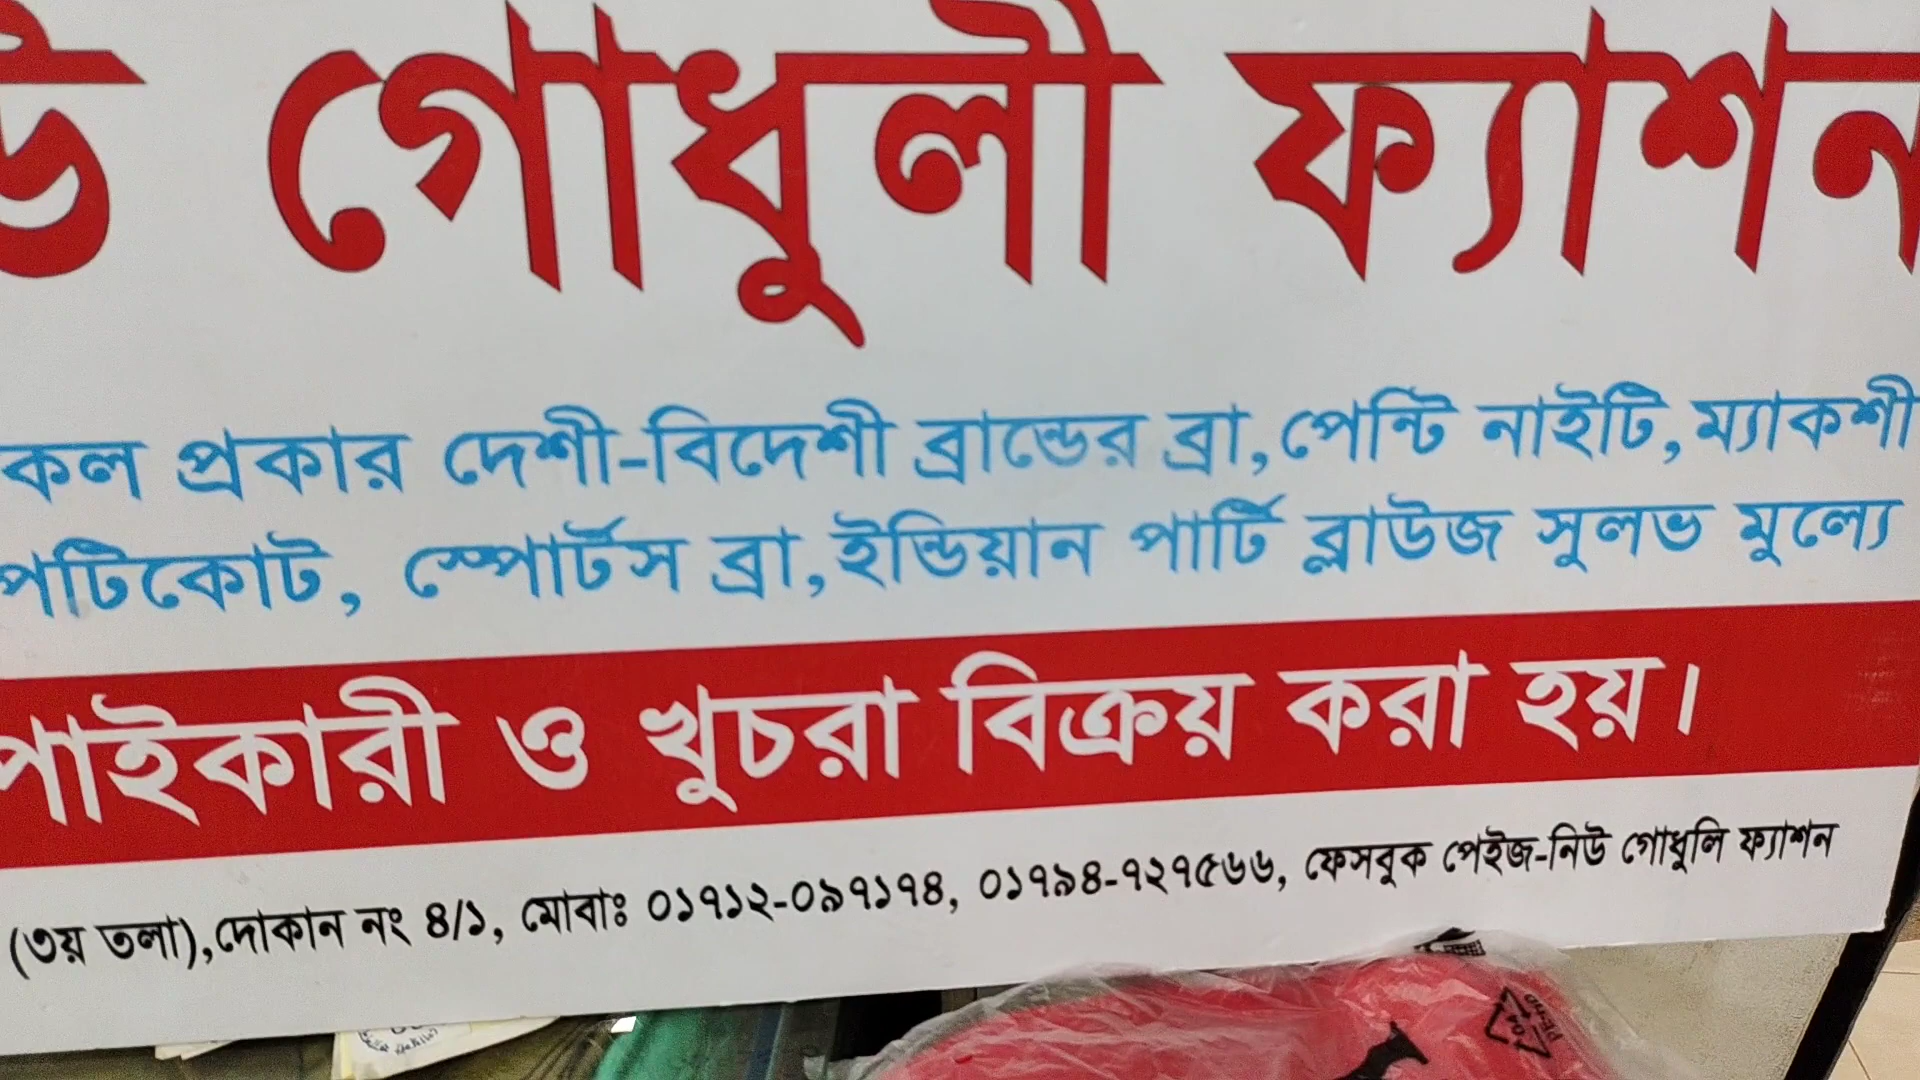 উ গোধুলী ফ্যাশন
কল প্রকার দেশী-বিদেশী ব্রান্ডের ব্রা,পেন্টি নাইটি,ম্যাকশী
পটিকোট, স্পোর্টস ব্রা,ইন্ডিয়ান পার্টি ব্লাউজ সুলভ মুল্যে
পাইকারী ও খুচরা বিক্রয় করা হয়।
(৩য় তলা),দোকান নং ৪/১, মোবাঃ ০১৭১২-০৯৭১৭৪, ০১৭৯৪-৭২৭৫৬৬, ফেসবুক পেইজ-নিউ গোধুলি ফ্যাশন